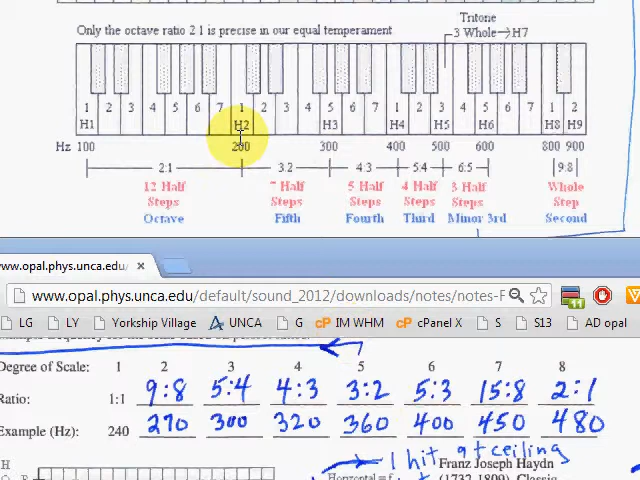 Only the octave ratio 2:1 is precise in our equal temperament
Tritone
3 Whole→H7
1 2 3 4 5 6 7 1 2 3 4 5 6 7 1 2 3 1 2
H1 H2 H3 H4 H5 H6 H8 H9
Hz 100 200 300 400 500 600 800 900
2:1 3:2 4:3 5:4 6:5 9:8
12 Half Steps Octave
7 Half Steps Fifth
5 Half Steps Fourth
4 Half Steps Third
3 Half Steps Minor 3rd
Whole Step Second
www.opal.phys.unca.edu/ ×
www.opal.phys.unca.edu/default/sound_2012/downloads/notes/notes-F
11
LG LY Yorkship Village UNCA G IM WHM cPanel X S S13 AD opal
Degree of Scale: 1 2 3 4 5 6 7 8
Ratio: 1:1 9:8 5:4 4:3 3:2 5:3 15:8 2:1
Example (Hz): 240 270 300 320 360 400 450 480
1 hit at ceiling
H
O
Horizontal = f
Franz Joseph Haydn
(1732-1809), Classic